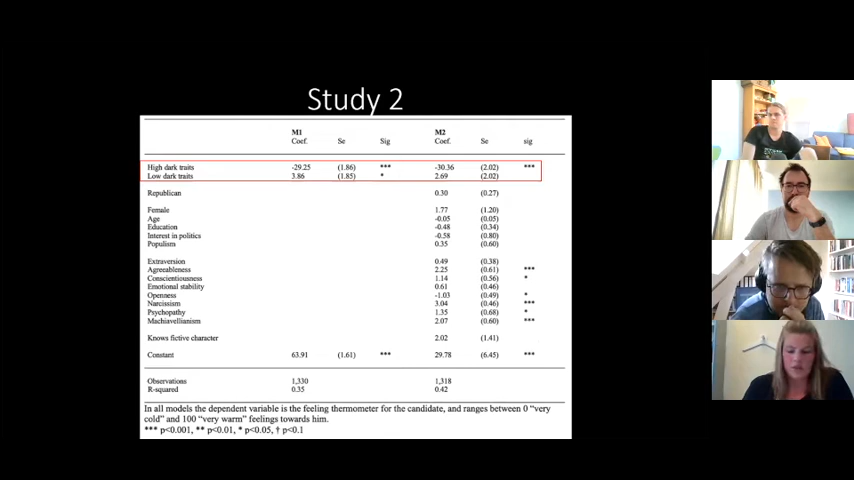 Study 2
M1 M2
Coef. Se Sig Coef. Se sig
High dark traits -29.25 (1.86) *** -30.36 (2.02) ***
Low dark traits 3.86 (1.85) * 2.69 (2.02)
Republican 0.30 (0.27)
Female 1.77 (1.20)
Age -0.05 (0.05)
Education -0.48 (0.34)
Interest in politics -0.58 (0.80)
Populism 0.35 (0.60)
Extraversion 0.49 (0.38)
Agreeableness 2.25 (0.61) ***
Conscientiousness 1.14 (0.56) *
Emotional stability 0.61 (0.46)
Openness -1.03 (0.49) *
Narcissism 3.04 (0.46) ***
Psychopathy 1.35 (0.68) *
Machiavellianism 2.07 (0.60) ***
Knows fictive character 2.02 (1.41)
Constant 63.91 (1.61) *** 29.78 (6.45) ***
Observations 1,330 1,318
R-squared 0.35 0.42
In all models the dependent variable is the feeling thermometer for the candidate, and ranges between 0 “very
cold” and 100 “very warm” feelings towards him.
*** p<0.001, ** p<0.01, * p<0.05, † p<0.1